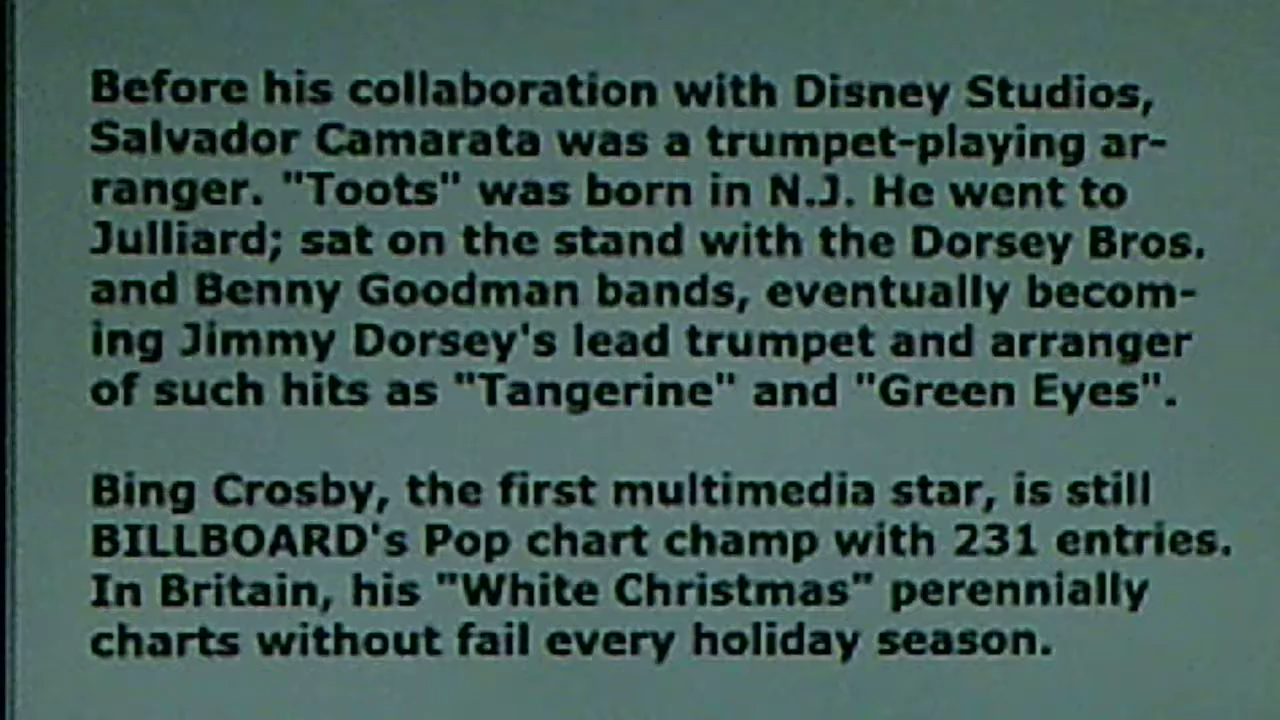 Before his collaboration with Disney Studios,
Salvador Camarata was a trumpet-playing ar-
ranger. "Toots" was born in N.J. He went to
Julliard; sat on the stand with the Dorsey Bros.
and Benny Goodman bands, eventually becom-
ing Jimmy Dorsey's lead trumpet and arranger
of such hits as "Tangerine" and "Green Eyes".
Bing Crosby, the first multimedia star, is still
BILLBOARD's Pop chart champ with 231 entries.
In Britain, his "White Christmas" perennially
charts without fail every holiday season.